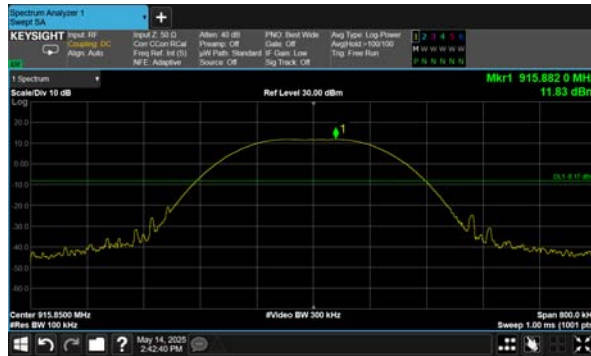 Spectrum Analyzer 1
Swept SA
+
KEYSIGHT
Input: RF
Coupling: DC
Align: Auto
Input Z: 50 Ω
Corr CCorr RCal
Freq Ref: Int (S)
NFE: Adaptive
Atten: 40 dB
Preamp: Off
µW Path: Standard
Source: Off
PNO: Best Wide
Gate: Off
IF Gain: Low
Sig Track: Off
Avg Type: Log-Power
Avg|Hold: >100/100
Trig: Free Run
1 2 3 4 5 6
M W W W W W
P N N N N N
1 Spectrum
Scale/Div 10 dB
Ref Level 30.00 dBm
Mkr1 915.882 0 MH
11.83 dBm
Log
20.0
10.0
0.00
-10.0
-20.0
-30.0
-40.0
-50.0
-60.0
1
Center 915.8500 MHz
#Video BW 300 kHz
Span 800.0 kH
#Res BW 100 kHz
Sweep 1.00 ms (1001 pt
?
May 14, 2025
2:42:40 PM